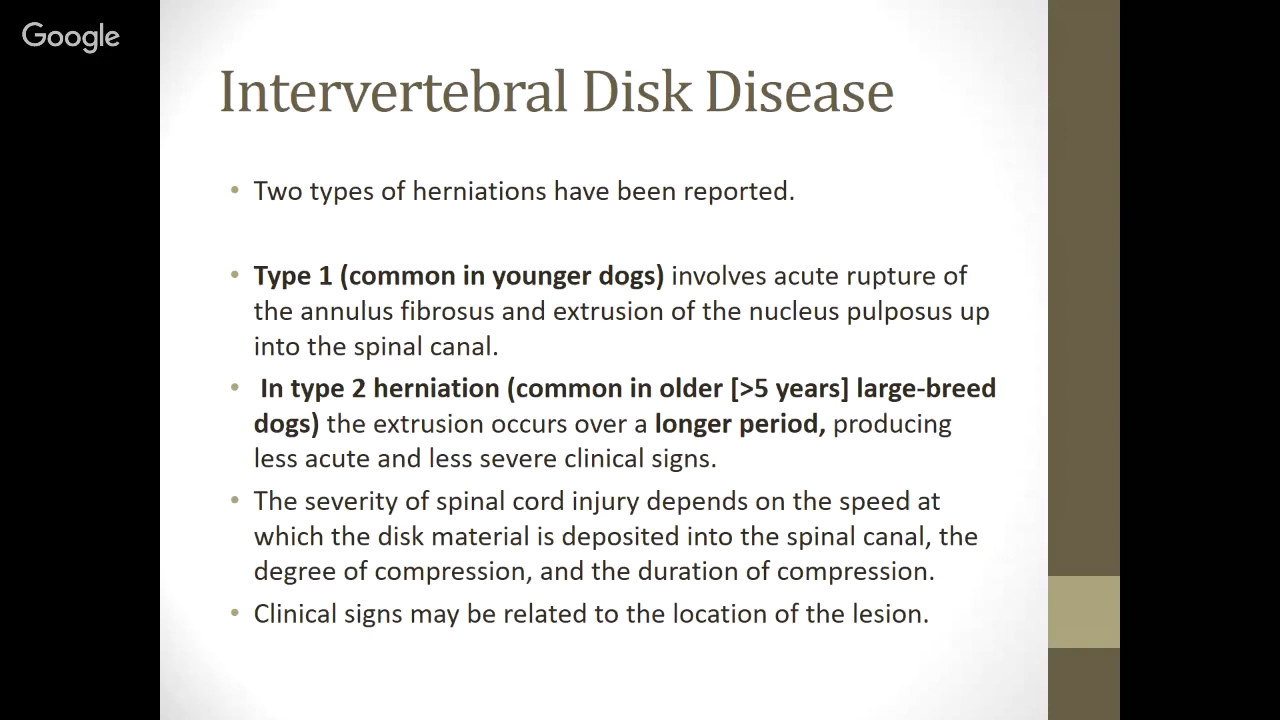 Google
Intervertebral Disk Disease
• Two types of herniations have been reported.
• Type 1 (common in younger dogs) involves acute rupture of
the annulus fibrosus and extrusion of the nucleus pulposus up
into the spinal canal.
• In type 2 herniation (common in older [>5 years] large-breed
dogs) the extrusion occurs over a longer period, producing
less acute and less severe clinical signs.
• The severity of spinal cord injury depends on the speed at
which the disk material is deposited into the spinal canal, the
degree of compression, and the duration of compression.
• Clinical signs may be related to the location of the lesion.